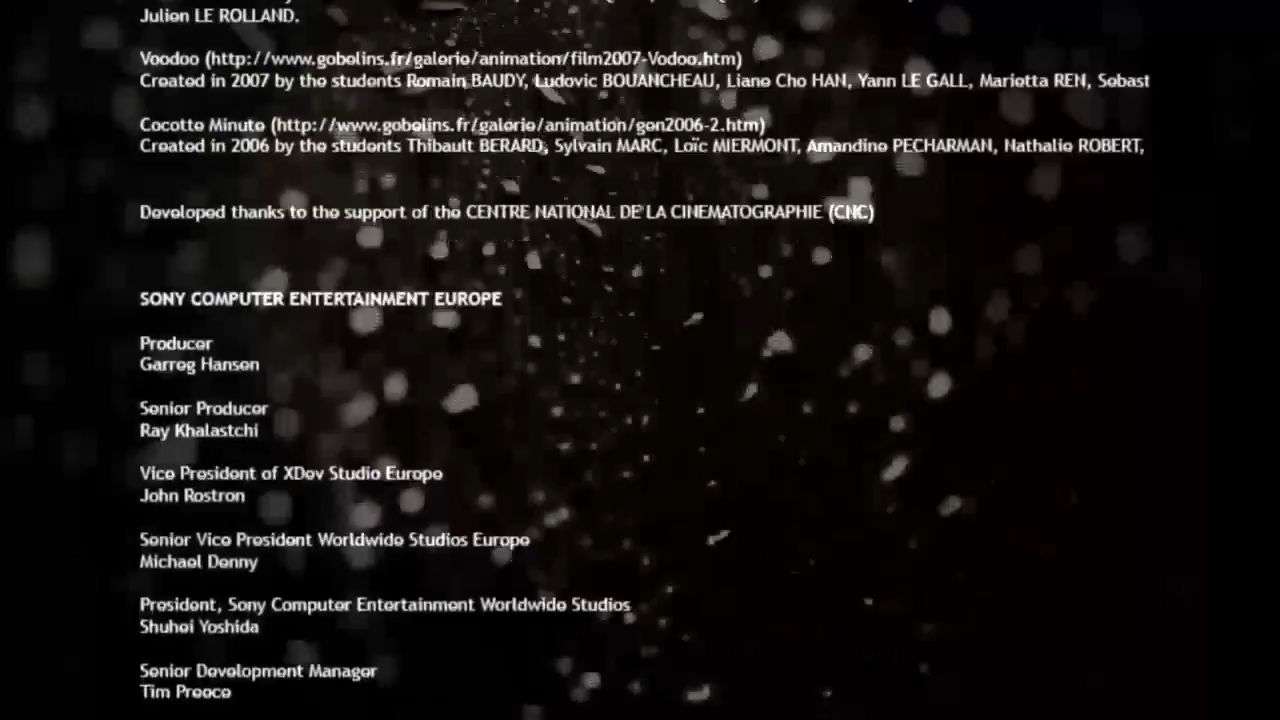 Julien LE ROLLAND.
Voodoo (http://www.gobelins.fr/galerie/animation/film2007-Vodoo.htm)
Created in 2007 by the students Romain BAUDY, Ludovic BOUANCHEAU, Liane Cho HAN, Yann LE GALL, Marietta REN, Sebast
Cocotte Minute (http://www.gobelins.fr/galerie/animation/gen2006-2.htm)
Created in 2006 by the students Thibault BERARD, Sylvain MARC, Loïc MIERMONT, Amandine PECHARMAN, Nathalie ROBERT,
Developed thanks to the support of the CENTRE NATIONAL DE LA CINEMATOGRAPHIE (CNC)
SONY COMPUTER ENTERTAINMENT EUROPE
Producer
Garreg Hansen
Senior Producer
Ray Khalastchi
Vice President of XDev Studio Europe
John Rostron
Senior Vice President Worldwide Studios Europe
Michael Denny
President, Sony Computer Entertainment Worldwide Studios
Shuhei Yoshida
Senior Development Manager
Tim Preece